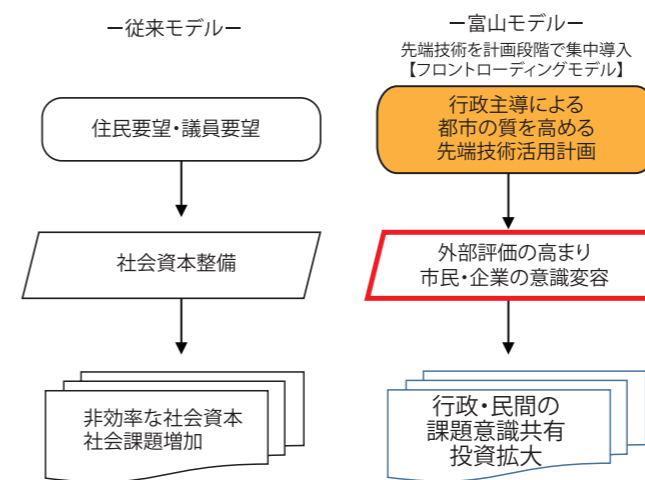 －従来モデル－
住民要望・議員要望
社会資本整備
非効率な社会資本
社会課題増加
－富山モデル－
先端技術を計画段階で集中導入
【フロントローディングモデル】
行政主導による
都市の質を高める
先端技術活用計画
外部評価の高まり
市民・企業の意識変容
行政・民間の
課題意識共有
投資拡大